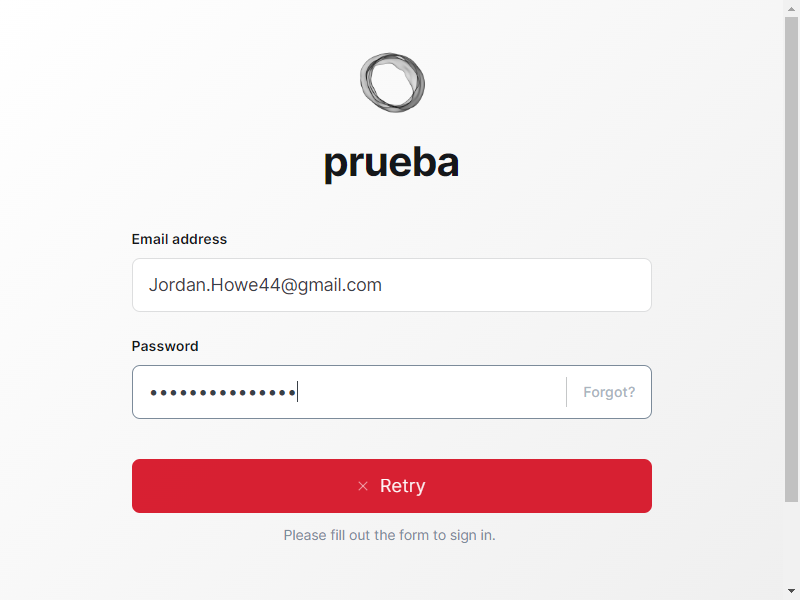 prueba
Email address
Jordan.Howe44@gmail.com
Password
•••••••••••••••
Forgot?
Retry
Please fill out the form to sign in.